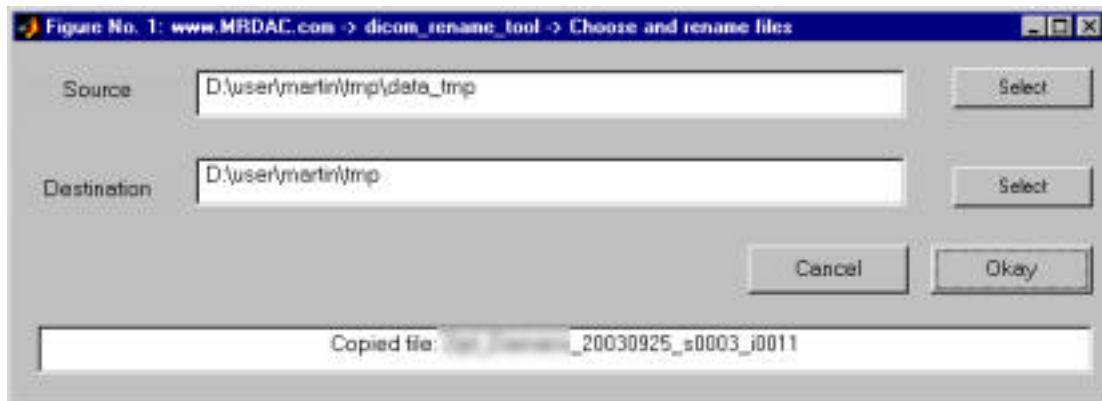 Figure No. 1: www.MRDAC.com -> dicom_rename_tool -> Choose and rename files
Source
D:\user\martin\tmp\data_tmp
Select
Destination
D:\user\martin\tmp
Select
Cancel
Okay
Copied file: _20030925_s0003_i0011